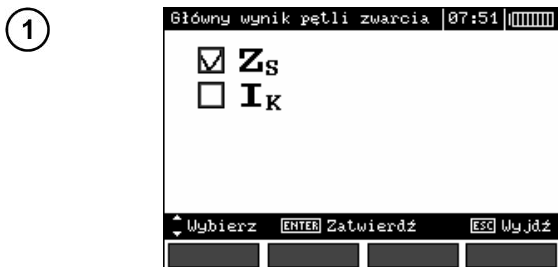 1
Główny wynik pętli zwarcia 07:51
ZS
IK
Wybierz ENTER Zatwierdź ESC Wyjdź